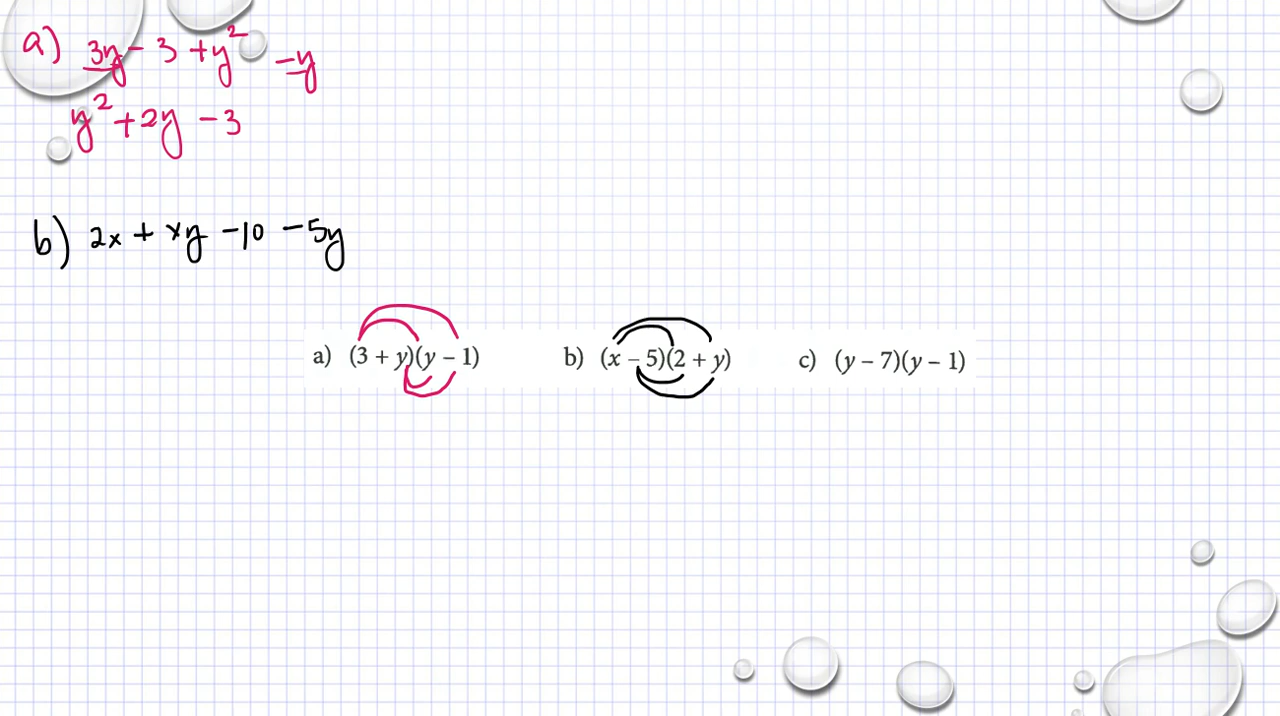 a) 3y - 3 + y² - y
y² + 2y - 3
b) 2x + xy - 10 - 5y
a) (3 + y)(y – 1) b) (x – 5)(2 + y) c) (y – 7)(y – 1)